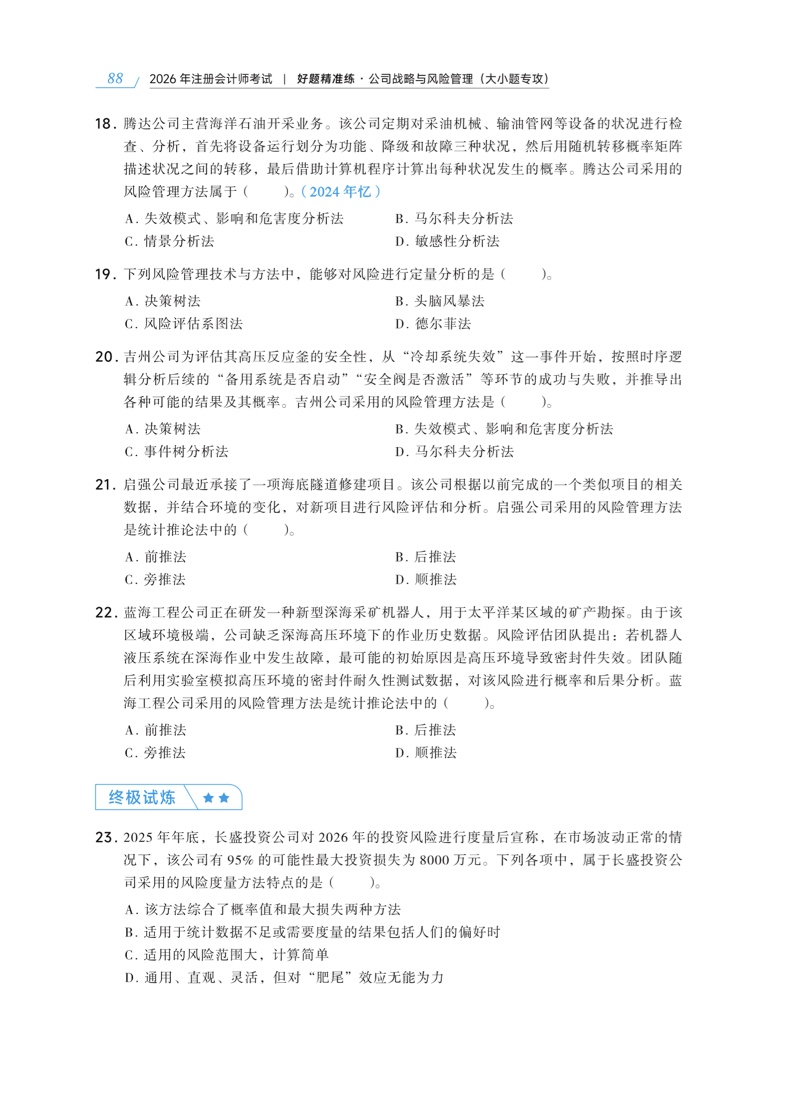 88 2026 年注册会计师考试 | 好题精准练 · 公司战略与风险管理（大小题专攻）
18. 腾达公司主营海洋石油开采业务。该公司定期对采油机械、输油管网等设备的状况进行检
查、分析，首先将设备运行划分为功能、降级和故障三种状况，然后用随机转移概率矩阵
描述状况之间的转移，最后借助计算机程序计算出每种状况发生的概率。腾达公司采用的
风险管理方法属于（　　）。（2024 年忆）
A. 失效模式、影响和危害度分析法　　B. 马尔科夫分析法
C. 情景分析法　　D. 敏感性分析法
19. 下列风险管理技术与方法中，能够对风险进行定量分析的是（　　）。
A. 决策树法　　B. 头脑风暴法
C. 风险评估系图法　　D. 德尔菲法
20. 吉州公司为评估其高压反应釜的安全性，从“冷却系统失效”这一事件开始，按照时序逻
辑分析后续的“备用系统是否启动”“安全阀是否激活”等环节的成功与失败，并推导出
各种可能的结果及其概率。吉州公司采用的风险管理方法是（　　）。
A. 决策树法　　B. 失效模式、影响和危害度分析法
C. 事件树分析法　　D. 马尔科夫分析法
21. 启强公司最近承接了一项海底隧道修建项目。该公司根据以前完成的一个类似项目的相关
数据，并结合环境的变化，对新项目进行风险评估和分析。启强公司采用的风险管理方法
是统计推论法中的（　　）。
A. 前推法　　B. 后推法
C. 旁推法　　D. 顺推法
22. 蓝海工程公司正在研发一种新型深海采矿机器人，用于太平洋某区域的矿产勘探。由于该
区域环境极端，公司缺乏深海高压环境下的作业历史数据。风险评估团队提出：若机器人
液压系统在深海作业中发生故障，最可能的初始原因是高压环境导致密封件失效。团队随
后利用实验室模拟高压环境的密封件耐久性测试数据，对该风险进行概率和后果分析。蓝
海工程公司采用的风险管理方法是统计推论法中的（　　）。
A. 前推法　　B. 后推法
C. 旁推法　　D. 顺推法
终极试炼 ★★
23. 2025 年年底，长盛投资公司对 2026 年的投资风险进行度量后宣称，在市场波动正常的情
况下，该公司有 95% 的可能性最大投资损失为 8000 万元。下列各项中，属于长盛投资公
司采用的风险度量方法特点的是（　　）。
A. 该方法综合了概率值和最大损失两种方法
B. 适用于统计数据不足或需要度量的结果包括人们的偏好时
C. 适用的风险范围大，计算简单
D. 通用、直观、灵活，但对“肥尾”效应无能为力